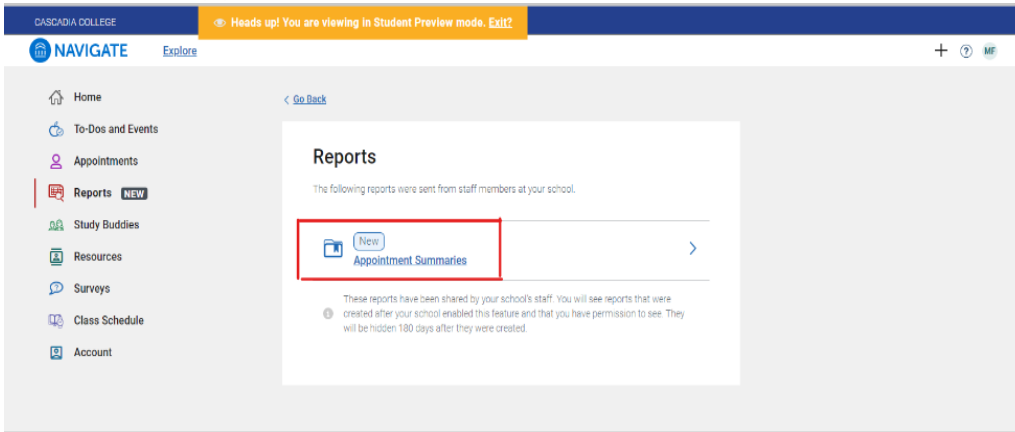 CASCADIA COLLEGE
Heads up! You are viewing in Student Preview mode. Exit?
NAVIGATE
Explore
MF
Home
To-Dos and Events
Appointments
Reports NEW
Study Buddies
Resources
Surveys
Class Schedule
Account
Go Back
Reports
The following reports were sent from staff members at your school.
New
Appointment Summaries
These reports have been shared by your school's staff. You will see reports that were
created after your school enabled this feature and that you have permission to see. They
will be hidden 180 days after they were created.